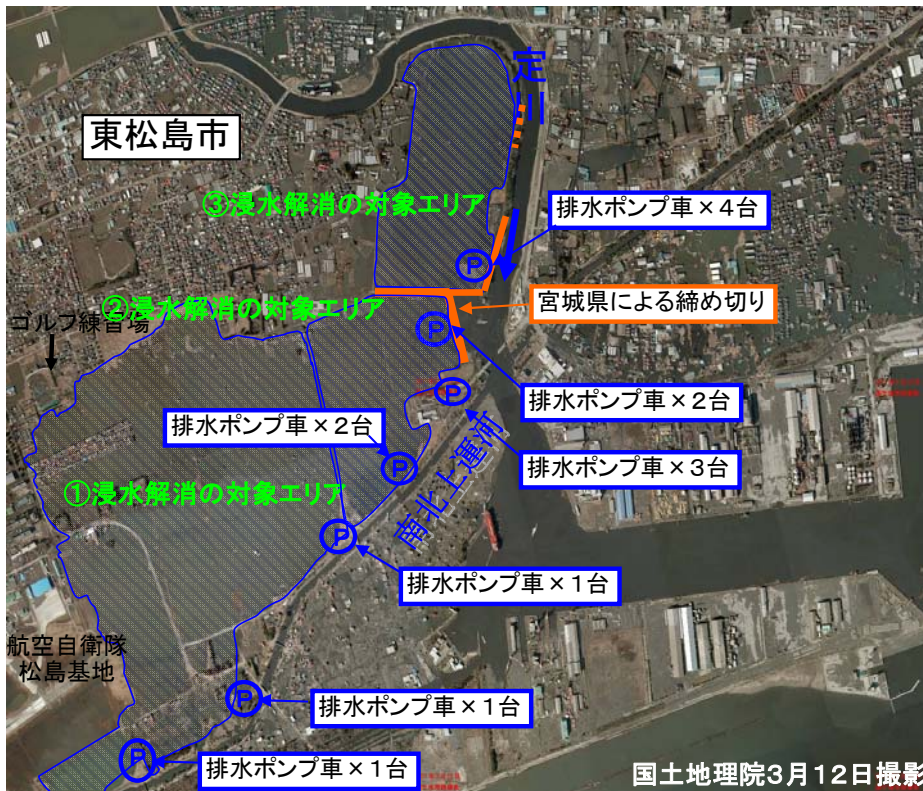 定川
東松島市
③浸水解消の対象エリア
排水ポンプ車×4台
P
②浸水解消の対象エリア
宮城県による締め切り
ゴルフ練習場
P
排水ポンプ車×2台
P
排水ポンプ車×2台
排水ポンプ車×3台
P
①浸水解消の対象エリア
南北上運河
P
排水ポンプ車×1台
航空自衛隊
松島基地
P
排水ポンプ車×1台
P
排水ポンプ車×1台
国土地理院3月12日撮影